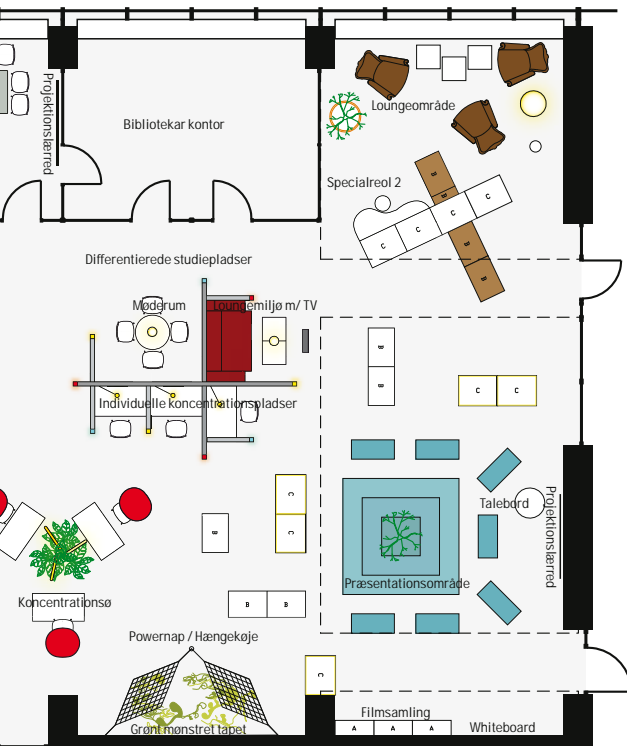 Projektionslærred
Bibliotekar kontor
Loungeområde
Specialreol 2
B
B
C
C
C
C
B
B
Differentierede studiepladser
Møderum
Loungemiljø m/ TV
B
B
C
C
Individuelle koncentrationspladser
C
C
B
Talebord
Projektionslærred
Præsentationsområde
Koncentrationsø
B
B
Powernap / Hængekøje
C
Filmsamling
Grønt mønstret tapet
A
A
A
Whiteboard